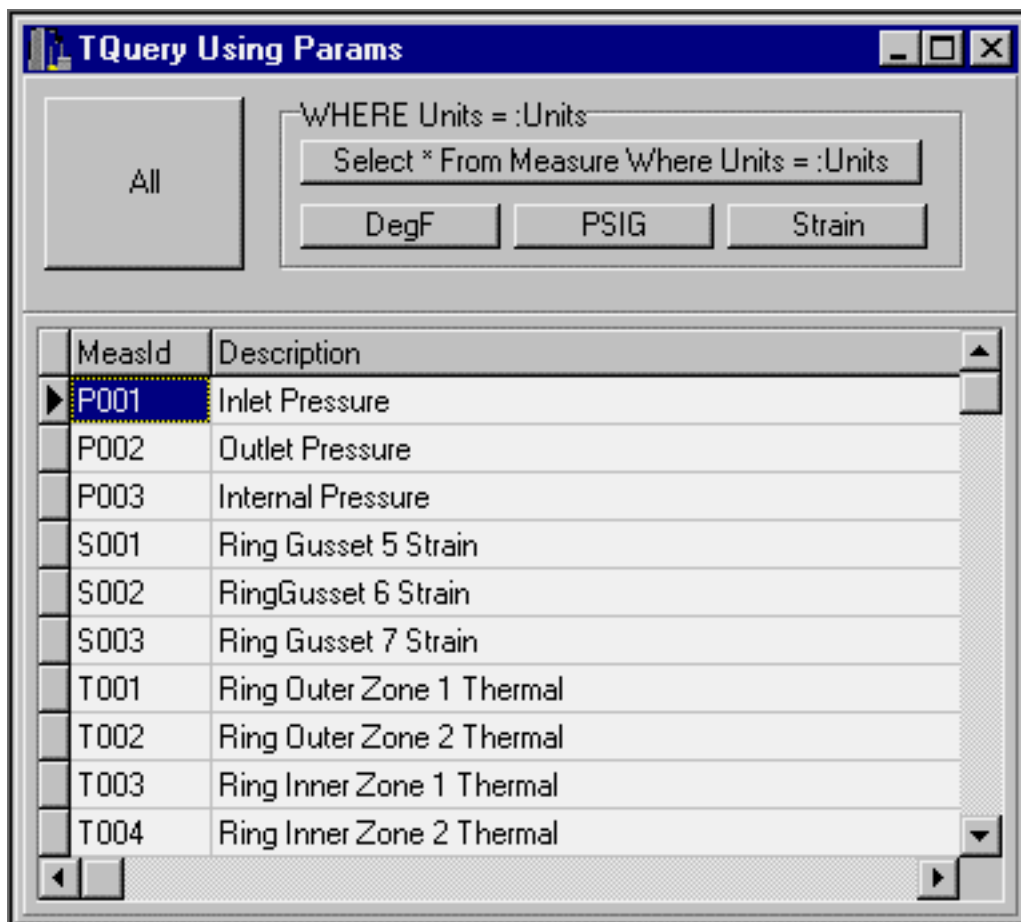 TQuery Using Params
All
WHERE Units = :Units
Select * From Measure Where Units = :Units
DegF PSIG Strain
MeasId Description
P001 Inlet Pressure
P002 Outlet Pressure
P003 Internal Pressure
S001 Ring Gusset 5 Strain
S002 RingGusset 6 Strain
S003 Ring Gusset 7 Strain
T001 Ring Outer Zone 1 Thermal
T002 Ring Outer Zone 2 Thermal
T003 Ring Inner Zone 1 Thermal
T004 Ring Inner Zone 2 Thermal